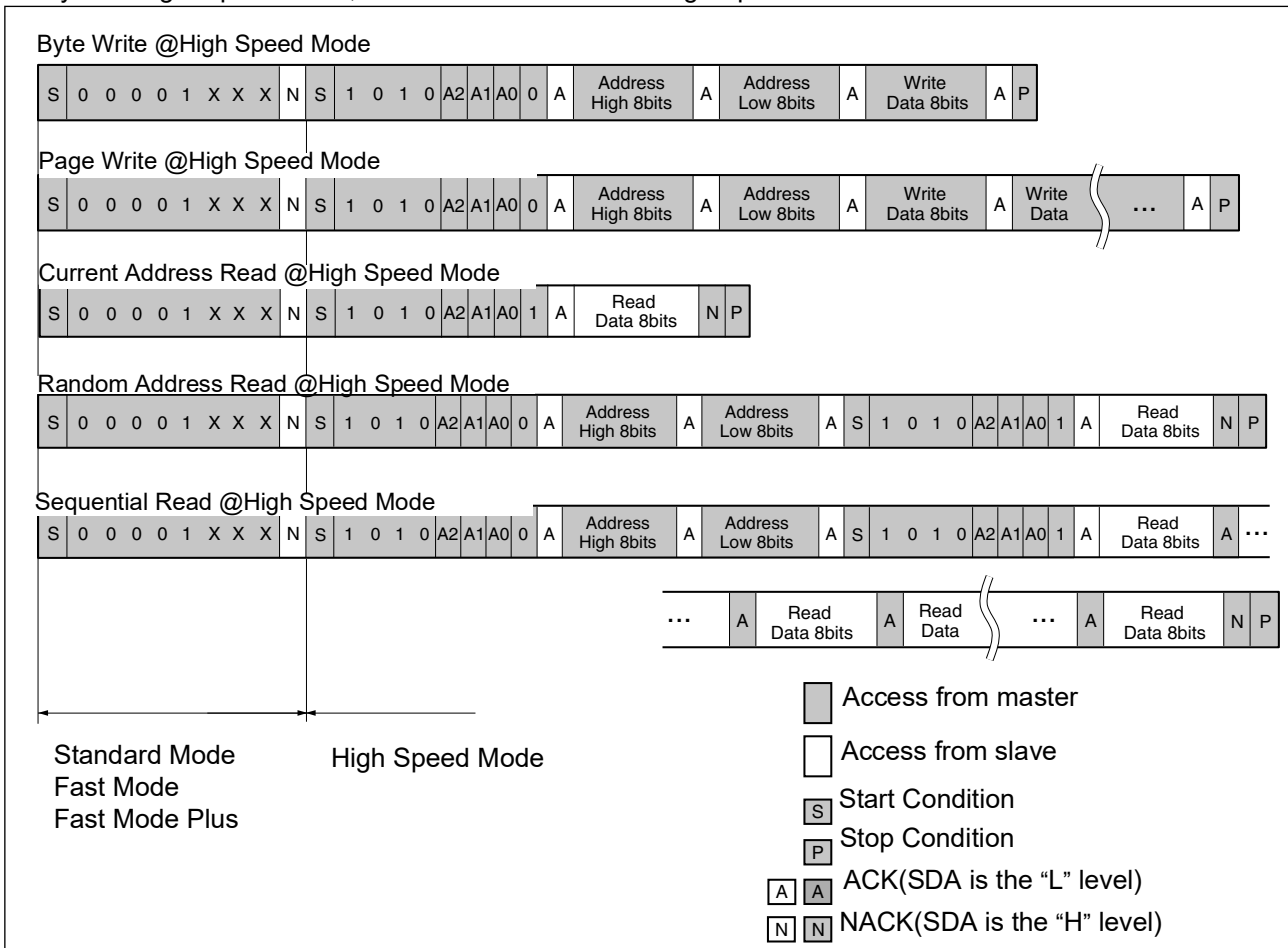 Byte Write @High Speed Mode
S 0 0 0 0 1 X X X N S 1 0 1 0 A2 A1 A0 0 A Address High 8bits A Address Low 8bits A Write Data 8bits A P
Page Write @High Speed Mode
S 0 0 0 0 1 X X X N S 1 0 1 0 A2 A1 A0 0 A Address High 8bits A Address Low 8bits A Write Data 8bits A Write Data ... A P
Current Address Read @High Speed Mode
S 0 0 0 0 1 X X X N S 1 0 1 0 A2 A1 A0 1 A Read Data 8bits N P
Random Address Read @High Speed Mode
S 0 0 0 0 1 X X X N S 1 0 1 0 A2 A1 A0 0 A Address High 8bits A Address Low 8bits A S 1 0 1 0 A2 A1 A0 1 A Read Data 8bits N P
Sequential Read @High Speed Mode
S 0 0 0 0 1 X X X N S 1 0 1 0 A2 A1 A0 0 A Address High 8bits A Address Low 8bits A S 1 0 1 0 A2 A1 A0 1 A Read Data 8bits A ...
... A Read Data 8bits A Read Data ... A Read Data 8bits N P
Standard Mode
Fast Mode
Fast Mode Plus
High Speed Mode
Access from master
Access from slave
S Start Condition
P Stop Condition
A A ACK(SDA is the “L” level)
N N NACK(SDA is the “H” level)